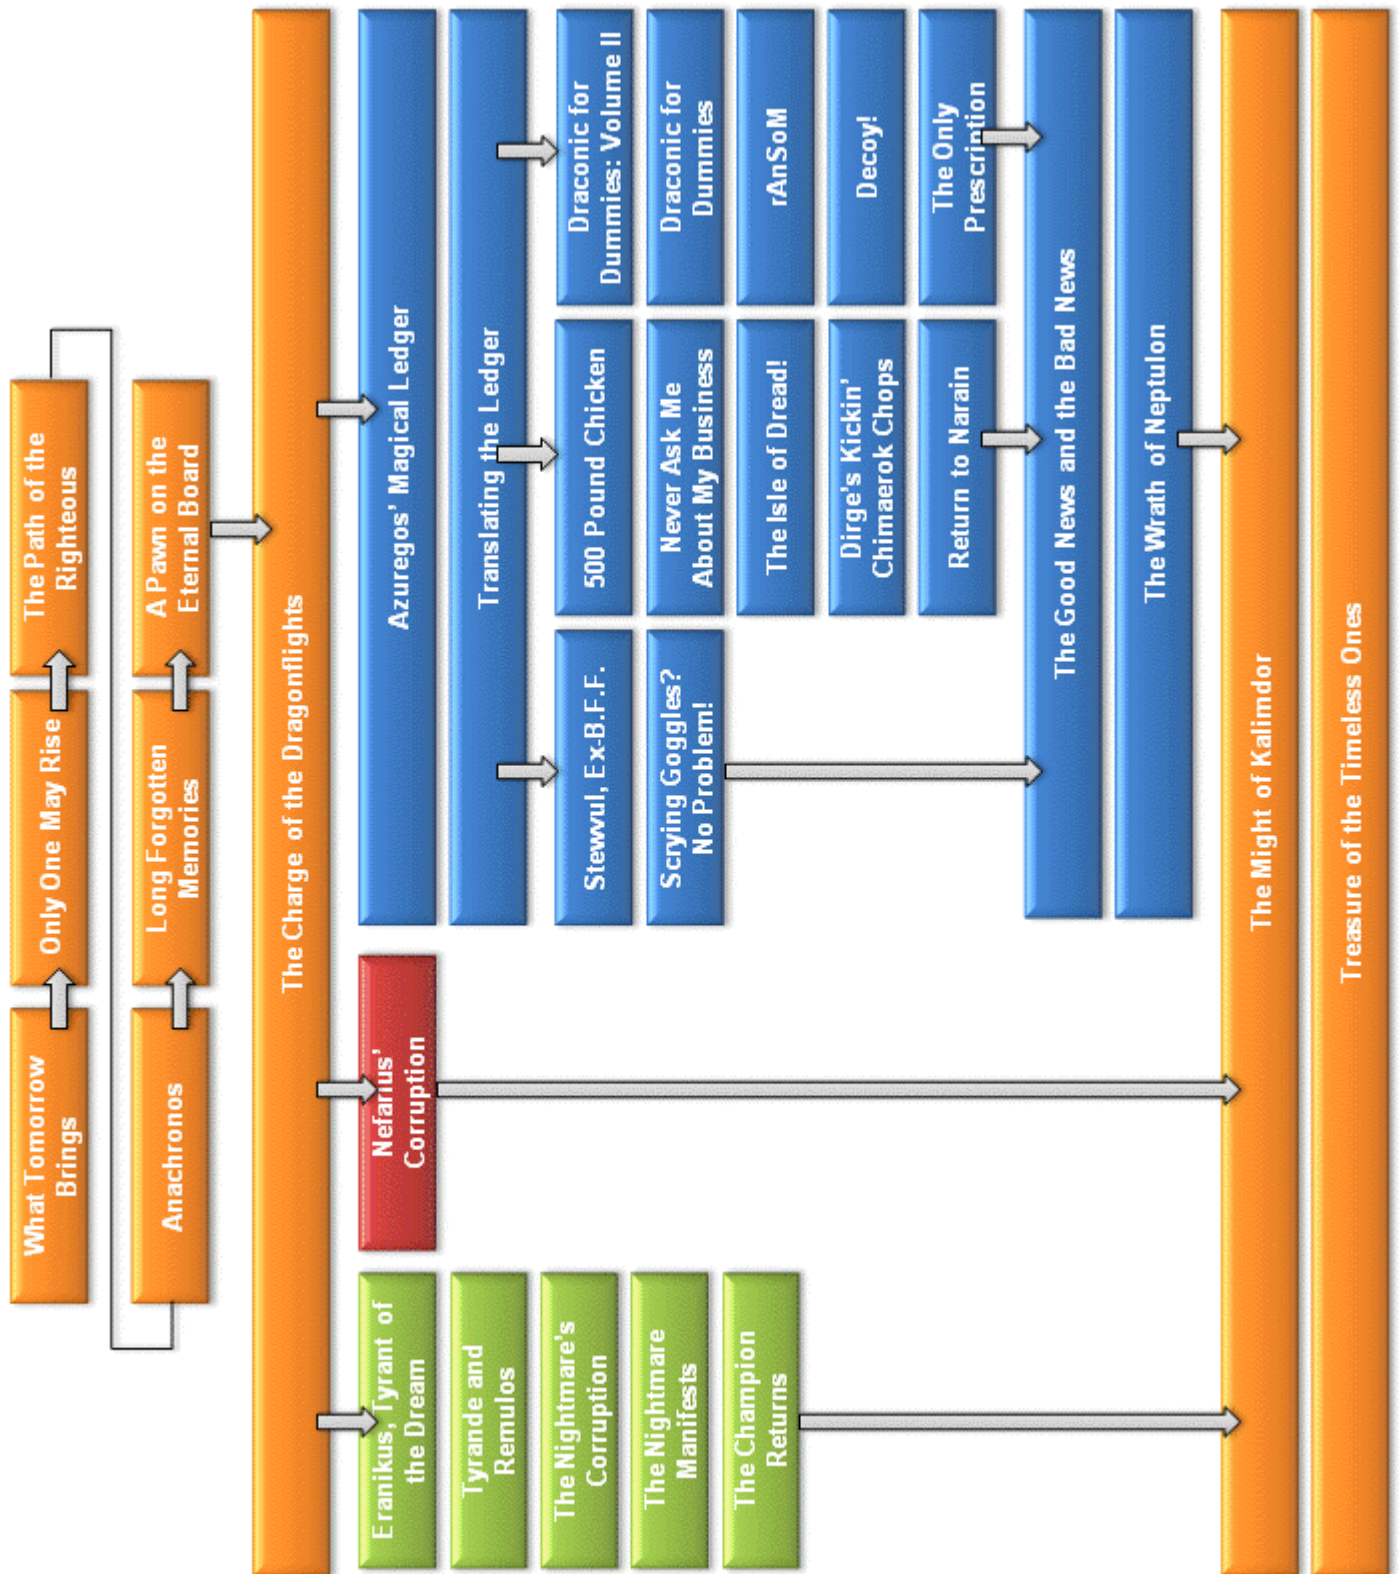 What Tomorrow
Brings
Only One May Rise
The Path of the
Righteous
Anachronos
Long Forgotten
Memories
A Pawn on the
Eternal Board
The Charge of the Dragonflights
Eranikus, Tyrant of
the Dream
Tyrande and
Remulos
The Nightmare's
Corruption
The Nightmare
Manifests
The Champion
Returns
Nefarius'
Corruption
Azuregos' Magical Ledger
Translating the Ledger
Stewvul, Ex-B.F.F.
Scrying Goggles?
No Problem!
500 Pound Chicken
Never Ask Me
About My Business
The Isle of Dread!
Dirge's Kickin'
Chimaerok Chops
Return to Narain
Draconic for
Dummies: Volume II
Draconic for
Dummies
rAnSoM
Decoy!
The Only
Prescription
The Good News and the Bad News
The Wrath of Neptulon
The Might of Kalimdor
Treasure of the Timeless Ones